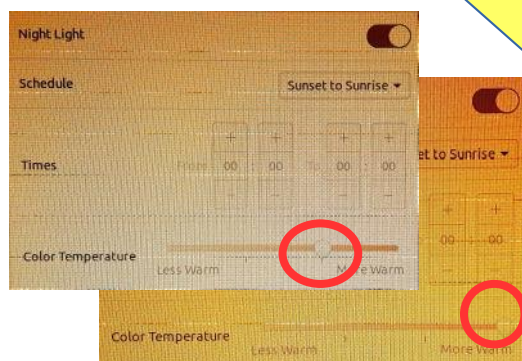 Night Light
Schedule
Sunset to Sunrise
Times
From 00 : 00 To 00 : 00
Color Temperature
Less Warm More Warm
et to Sunrise
00 : 00
Color Temperature
Less Warm More Warm